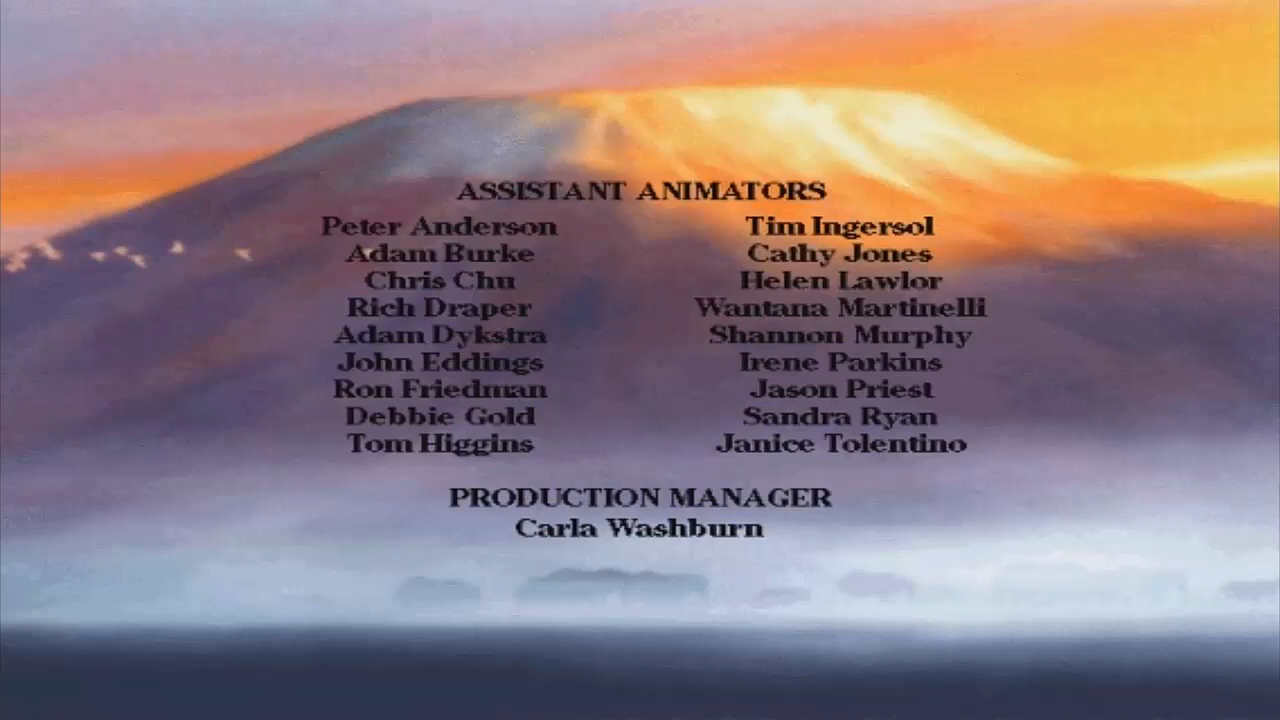 ASSISTANT ANIMATORS
Peter Anderson
Adam Burke
Chris Chu
Rich Draper
Adam Dykstra
John Eddings
Ron Friedman
Debbie Gold
Tom Higgins
Tim Ingersol
Cathy Jones
Helen Lawlor
Wantana Martinelli
Shannon Murphy
Irene Parkins
Jason Priest
Sandra Ryan
Janice Tolentino
PRODUCTION MANAGER
Carla Washburn